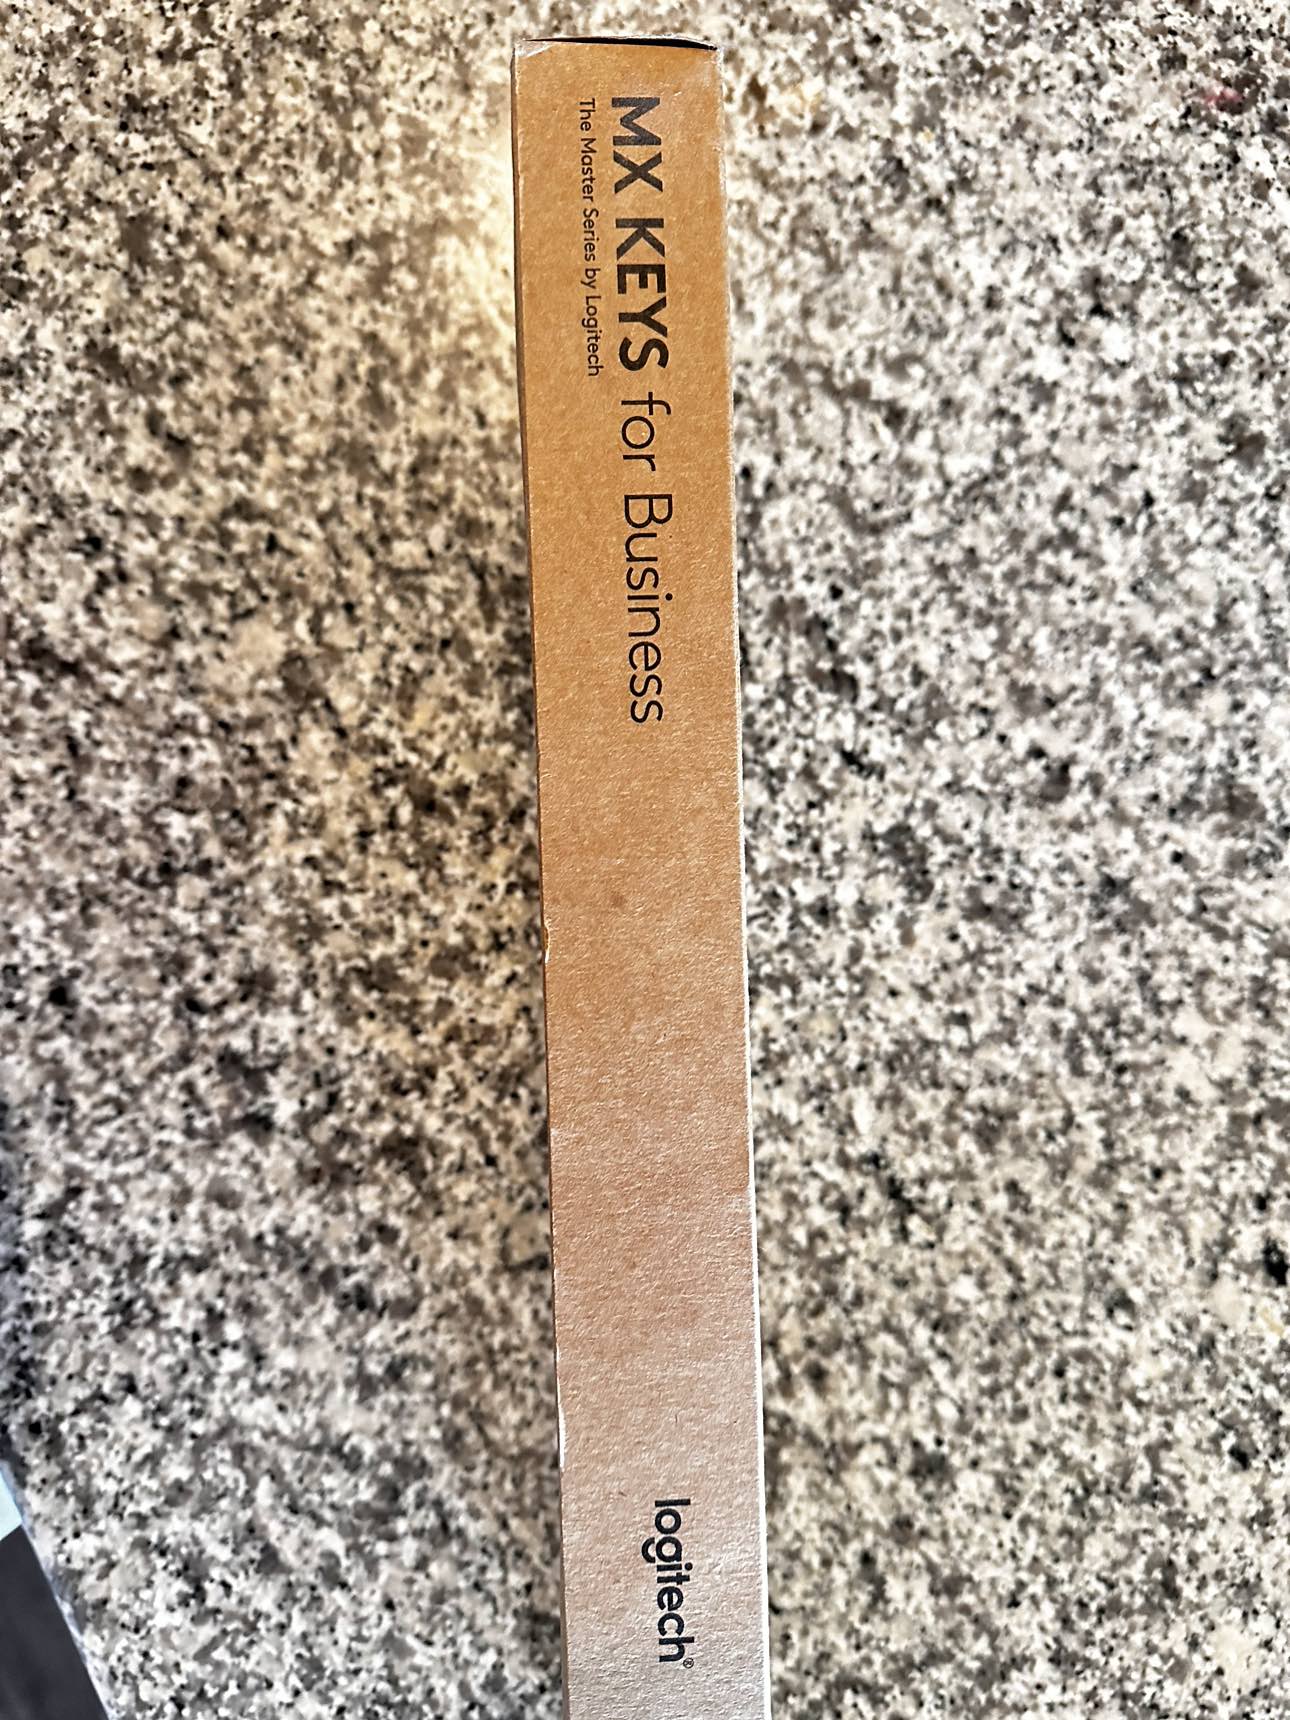 MX KEYS for Business
The Master Series by Logitech
logitech®